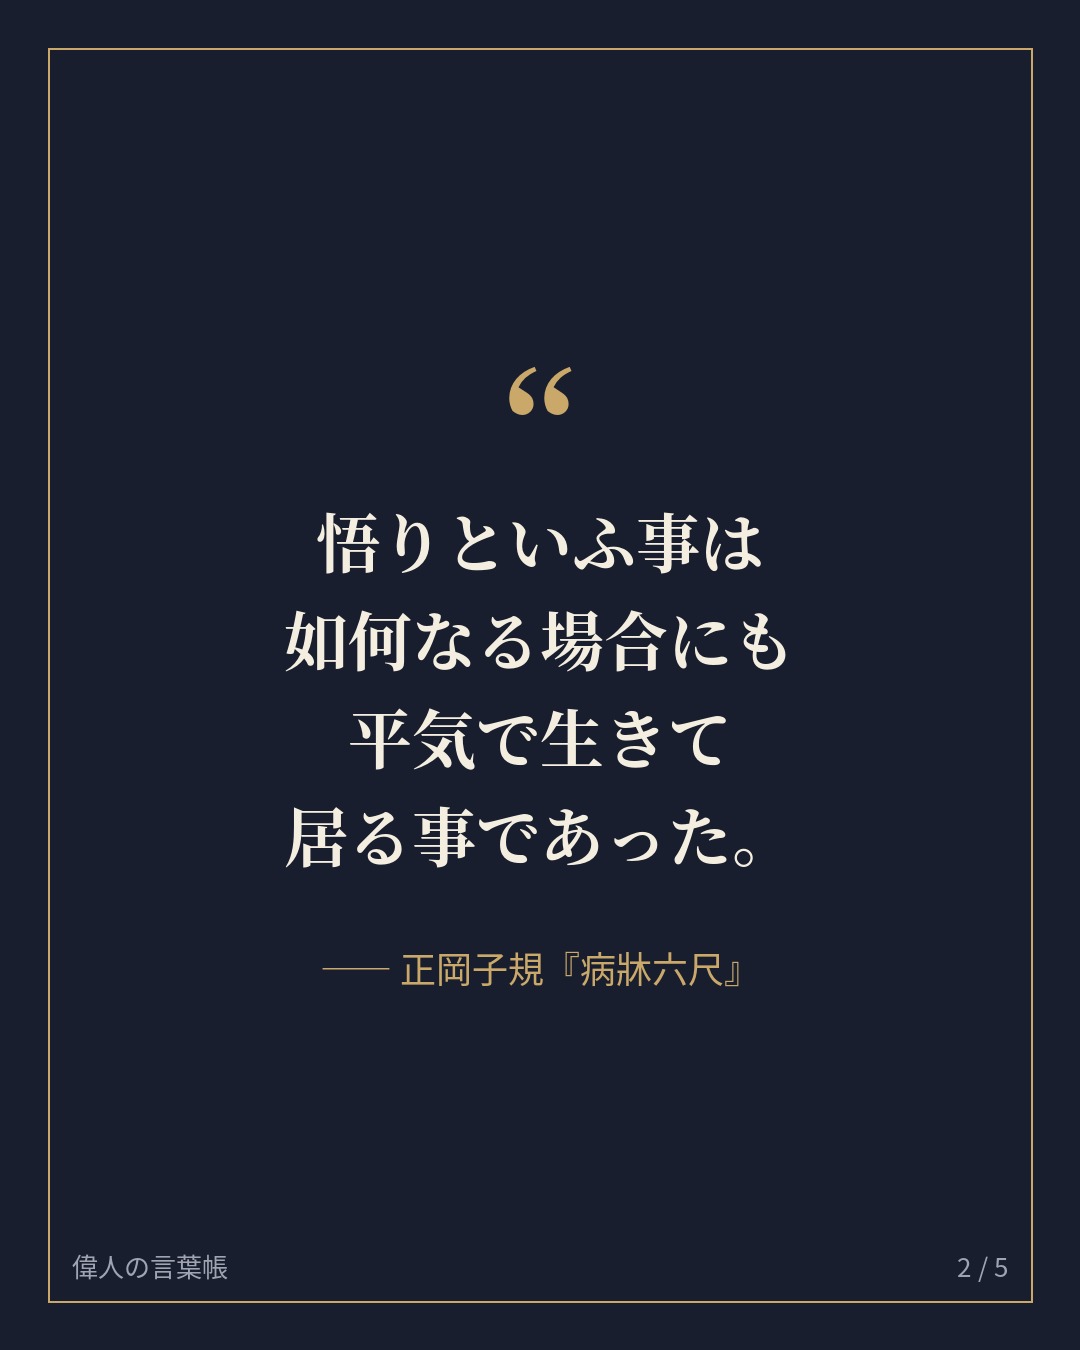 “
悟りといふ事は
如何なる場合にも
平気で生きて
居る事であった。
—— 正岡子規『病牀六尺』
偉人の言葉帳
2 / 5